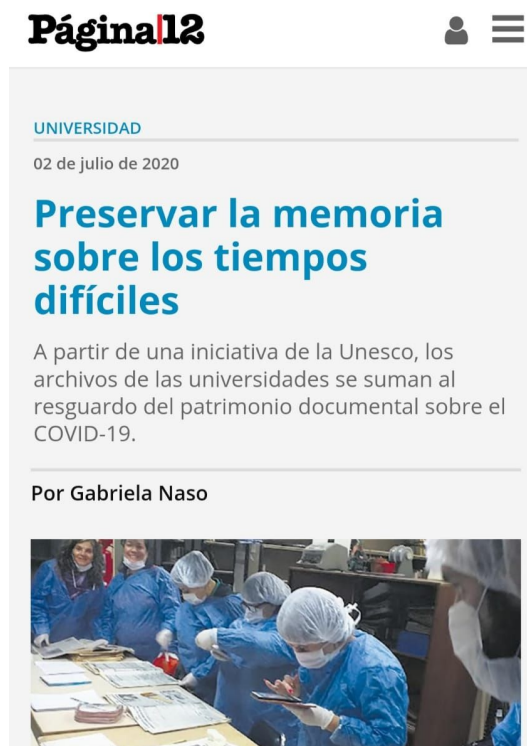 Página|12
UNIVERSIDAD
02 de julio de 2020
Preservar la memoria
sobre los tiempos
difíciles
A partir de una iniciativa de la Unesco, los
archivos de las universidades se suman al
resguardo del patrimonio documental sobre el
COVID-19.
Por Gabriela Naso